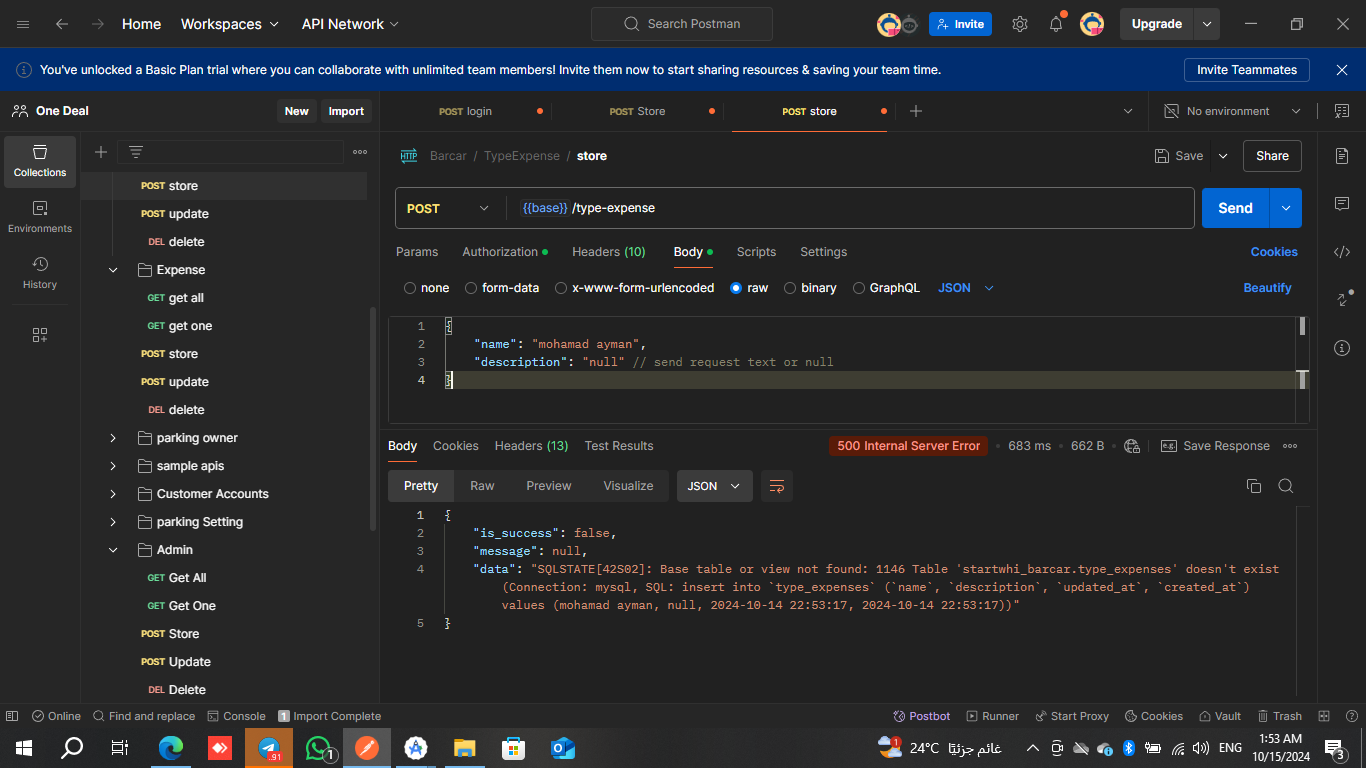 Home
Workspaces
API Network
Search Postman
Invite
Upgrade
You've unlocked a Basic Plan trial where you can collaborate with unlimited team members! Invite them now to start sharing resources & saving your team time.
Invite Teammates
One Deal
New
Import
POST login
POST Store
POST store
No environment
Collections
Environments
History
POST store
POST update
DEL delete
Expense
GET get all
GET get one
POST store
POST update
DEL delete
parking owner
sample apis
Customer Accounts
parking Setting
Admin
GET Get All
GET Get One
POST Store
POST Update
DEL Delete
HTTP Barcar / TypeExpense / store
Save
Share
POST
{{base}} /type-expense
Send
Params
Authorization
Headers (10)
Body
Scripts
Settings
Cookies
none
form-data
x-www-form-urlencoded
raw
binary
GraphQL
JSON
Beautify
1 {
2 "name": "mohamad ayman",
3 "description": "null" // send request text or null
4 }
Body
Cookies
Headers (13)
Test Results
500 Internal Server Error
683 ms
662 B
e.g. Save Response
Pretty
Raw
Preview
Visualize
JSON
1 {
2 "is_success": false,
3 "message": null,
4 "data": "SQLSTATE[42S02]: Base table or view not found: 1146 Table 'startwhi_barcar.type_expenses' doesn't exist
(Connection: mysql, SQL: insert into `type_expenses` (`name`, `description`, `updated_at`, `created_at`)
values (mohamad ayman, null, 2024-10-14 22:53:17, 2024-10-14 22:53:17))"
5 }
Online
Find and replace
Console
1 Import Complete
Postbot
Runner
Start Proxy
Cookies
Vault
Trash
.91
1
1
24°C غائم جزئيًا
ENG
1:53 AM
10/15/2024
3